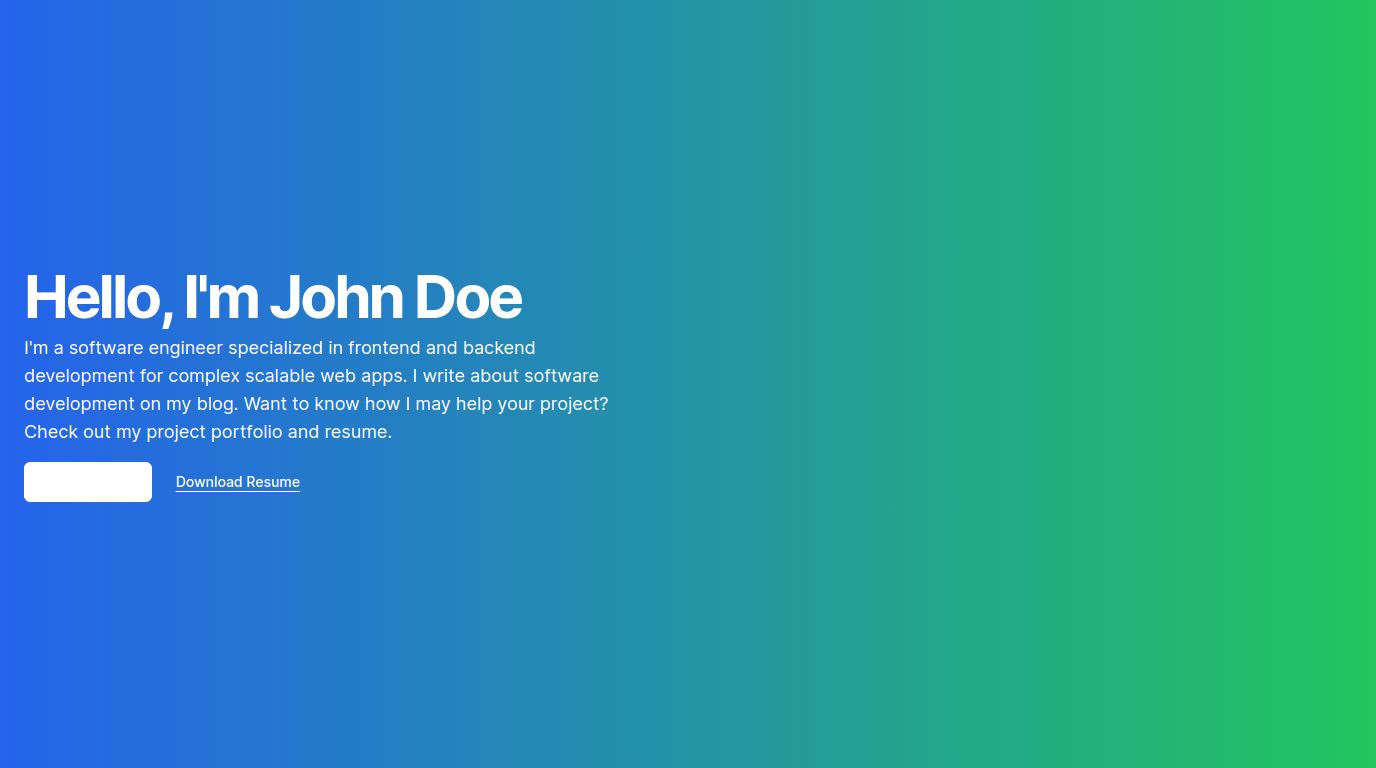 Hello, I'm John Doe
I'm a software engineer specialized in frontend and backend
development for complex scalable web apps. I write about software
development on my blog. Want to know how I may help your project?
Check out my project portfolio and resume.
Download Resume